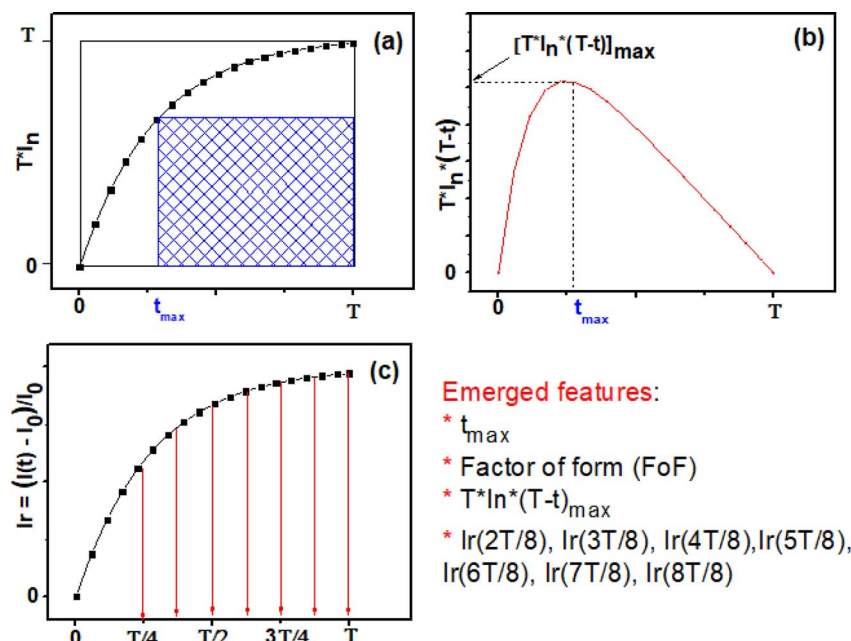 T
(a)
T*In
0
0
tmax
T
(b)
[T*In*(T-t)]max
T*In*(T-t)
0
0
tmax
T
(c)
Ir = (I(t) - I0)/I0
0
0
T/4
T/2
3T/4
T
Emerged features:
* tmax
* Factor of form (FoF)
* T*In*(T-t)max
* Ir(2T/8), Ir(3T/8), Ir(4T/8),Ir(5T/8),
Ir(6T/8), Ir(7T/8), Ir(8T/8)